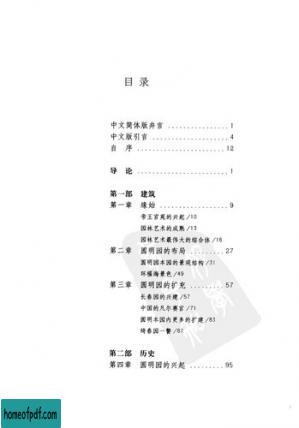 目录
中文简体版弁言 1
中文版引言 4
自序 12
导论 1
第一部 建筑
第一章 缘始 9
帝王宫苑的兴起/10
园林艺术的成熟/13
园林艺术最伟大的综合体/16
第二章 圆明园的布局 27
圆明园本园的景观结构/31
环福海景色/49
第三章 圆明园的扩充 57
长春园的兴建/57
中国的凡尔赛宫/71
圆明本园内更多的扩建/83
绮春园一瞥/87
第二部 历史
第四章 圆明园的兴起 95
homeofpdf.com